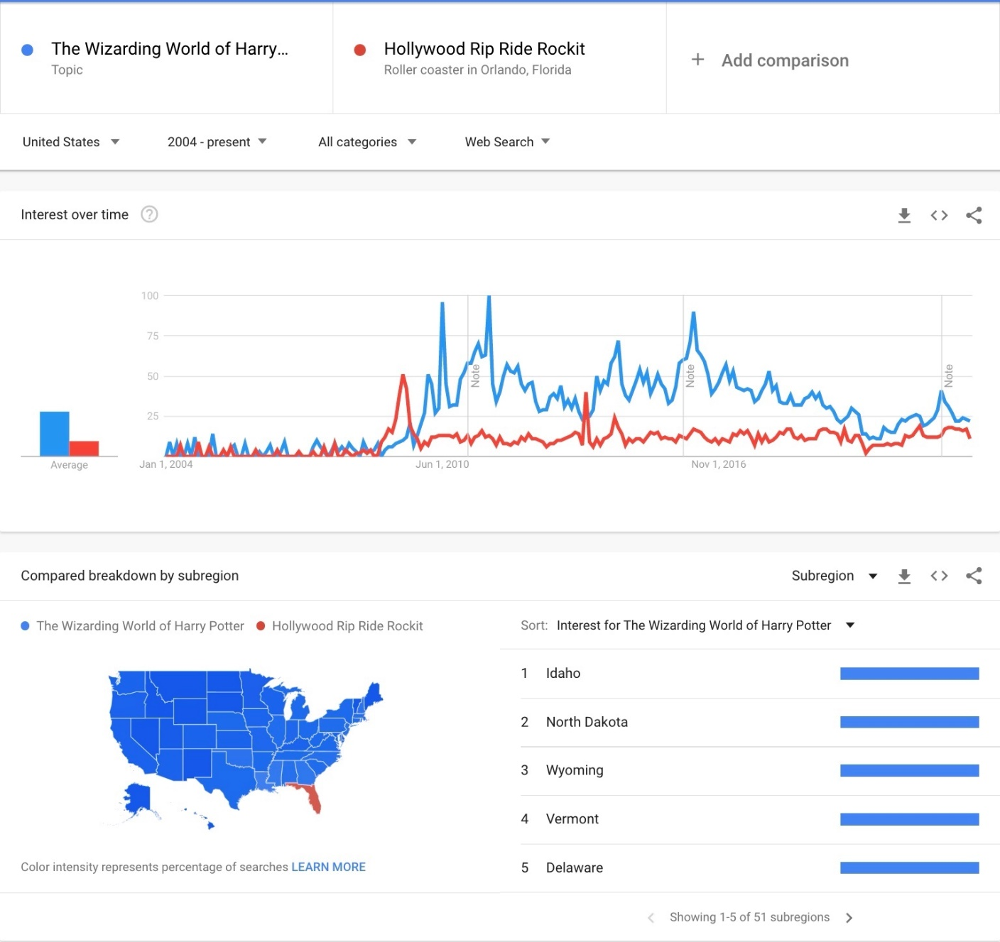 The Wizarding World of Harry...
Topic
Hollywood Rip Ride Rockit
Roller coaster in Orlando, Florida
+ Add comparison
United States
2004 - present
All categories
Web Search
Interest over time
?
100
75
50
25
Note
Note
Note
Average
Jan 1, 2004
Jun 1, 2010
Nov 1, 2016
Compared breakdown by subregion
Subregion
The Wizarding World of Harry Potter
Hollywood Rip Ride Rockit
Sort: Interest for The Wizarding World of Harry Potter
1 Idaho
2 North Dakota
3 Wyoming
4 Vermont
5 Delaware
Color intensity represents percentage of searches LEARN MORE
Showing 1-5 of 51 subregions